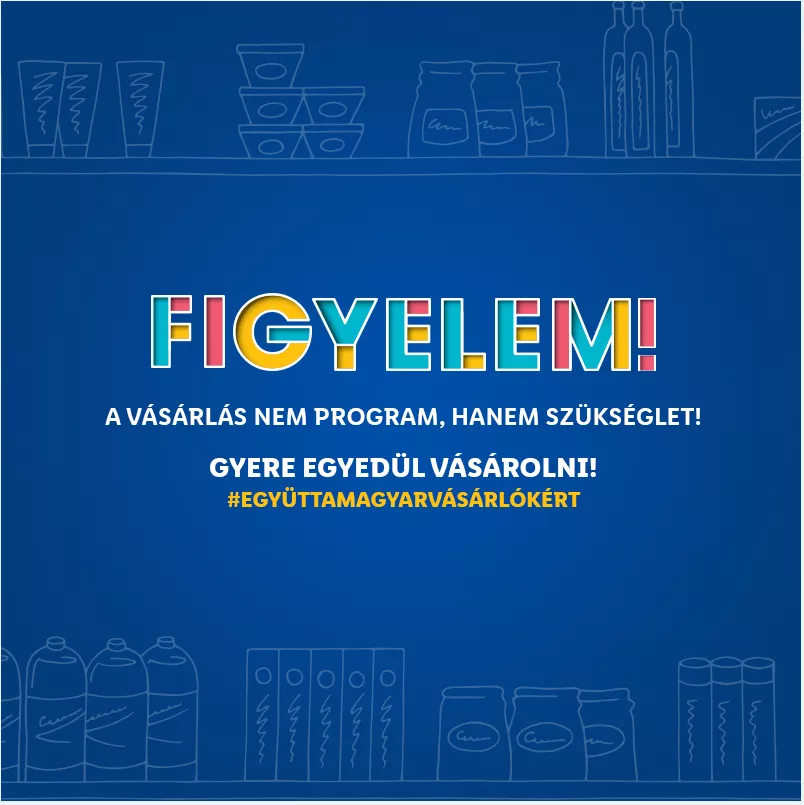 FIGYELEM!
A VÁSÁRLÁS NEM PROGRAM, HANEM SZÜKSÉGLET!
GYERE EGYEDÜL VÁSÁROLNI!
#EGYÜTTAMAGYARVÁSÁRLÓKÉRT